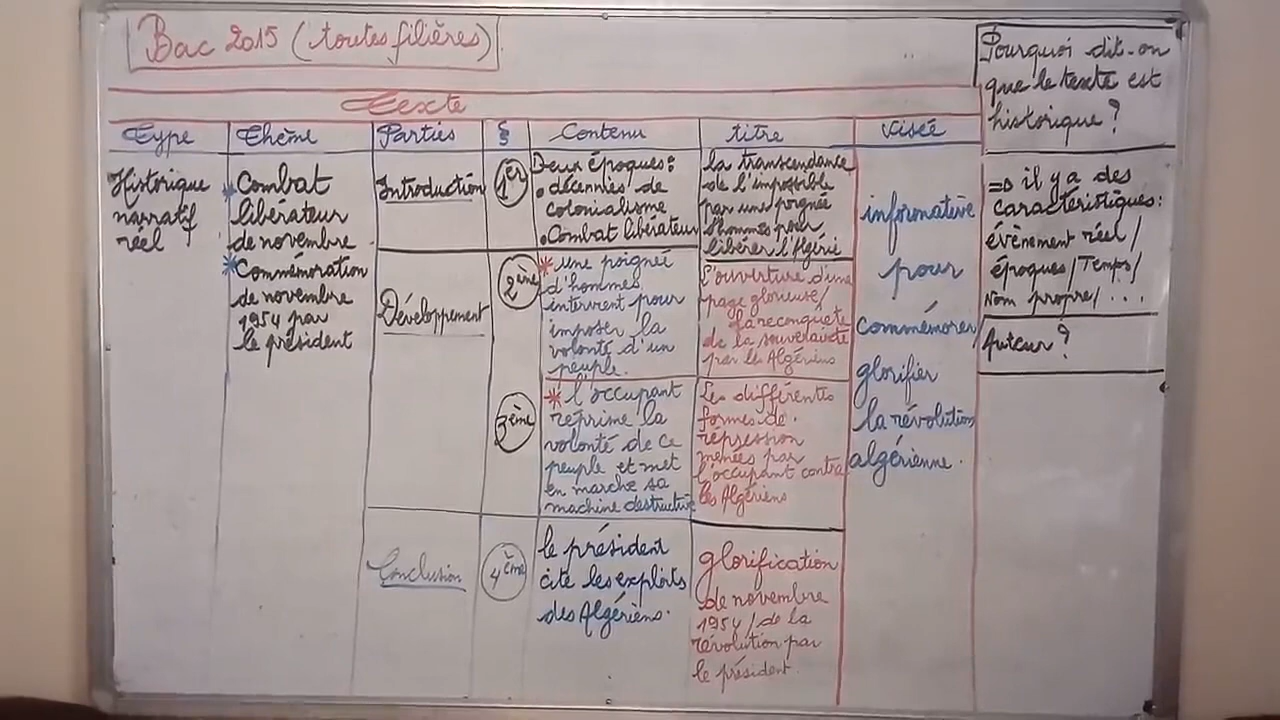 Bac 2015 (toutes filières)
Texte
Type
Thème
Parties
§
Contenu
titre
visée
Historique
narratif
réel
* Combat
libérateur
de novembre
* Commémoration
de novembre
1954 par
le président
Introduction
1er
Deux époques:
• décennies de
colonialisme
• Combat libérateur
la transcendance
de l'impossible
par une poignée
d'hommes pour
libérer l'Algérie
Développement
2ème
* une poignée
d'hommes
intervient pour
imposer la
volonté d'un
peuple.
L'ouverture d'une
page glorieuse/
la reconquête
de la souveraineté
par les Algériens
3ème
* l'occupant
réprime la
volonté de ce
peuple et met
en marche sa
machine destructive
Les différentes
formes de
répression
menées par
l'occupant contre
les Algériens
Conclusion
4ème
le président
cite les exploits
des Algériens.
glorification
de novembre
1954 / de la
révolution par
le président.
informative
pour
commémorer
glorifier
la révolution
algérienne.
Pourquoi dit-on
que le texte est
historique?
=> il y a des
caractéristiques:
évènement réel/
époques/Temps/
Nom propre/...
Auteur?